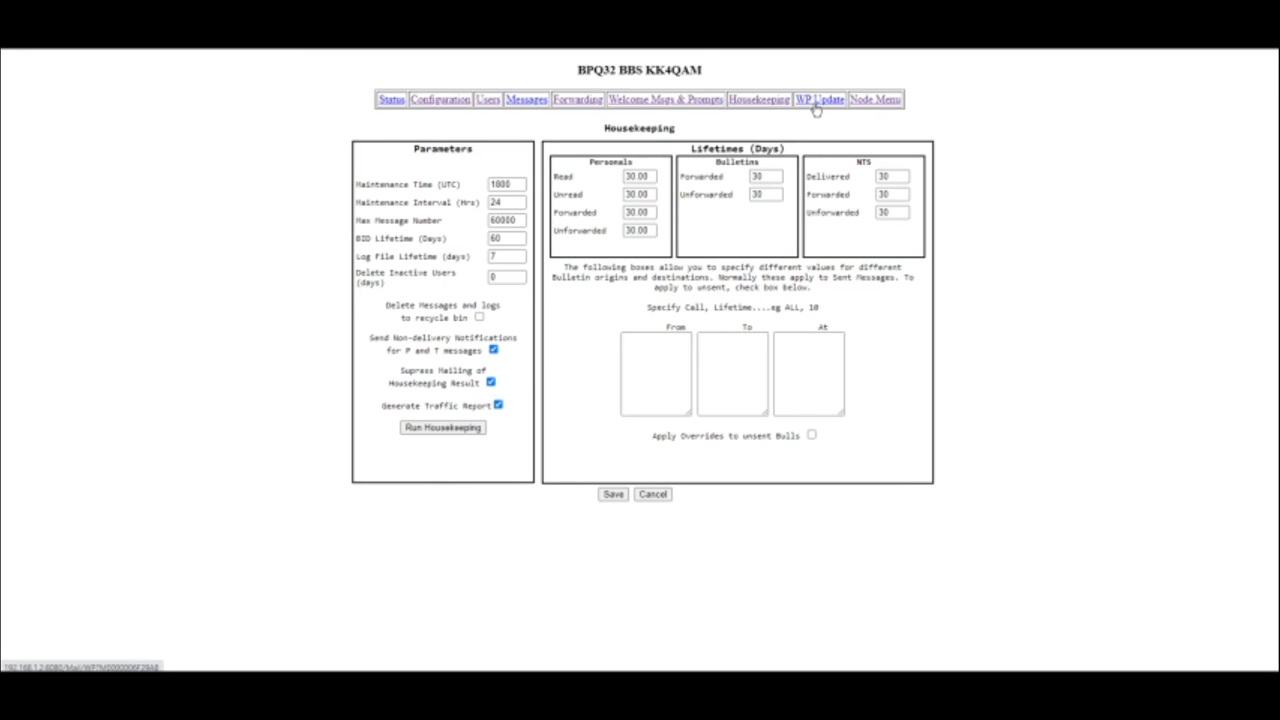 BPQ32 BBS KK4QAM
Status Configuration Users Messages Forwarding Welcome Msgs & Prompts Housekeeping WP Update Node Menu
Housekeeping
Parameters
Maintenance Time (UTC) 1800
Maintenance Interval (Hrs) 24
Max Message Number 60000
BID Lifetime (Days) 60
Log File Lifetime (days) 7
Delete Inactive Users
(days) 0
Delete Messages and logs
to recycle bin
Send Non-delivery Notifications
for P and T messages
Supress Mailing of
Housekeeping Result
Generate Traffic Report
Run Housekeeping
Lifetimes (Days)
Personals
Read 30.00
Unread 30.00
Forwarded 30.00
Unforwarded 30.00
Bulletins
Forwarded 30
Unforwarded 30
NTS
Delivered 30
Forwarded 30
Unforwarded 30
The following boxes allow you to specify different values for different
Bulletin origins and destinations. Normally these apply to Sent Messages. To
apply to unsent, check box below.
Specify Call, Lifetime....eg ALL, 10
From To At
Apply Overrides to unsent Bulls
Save Cancel